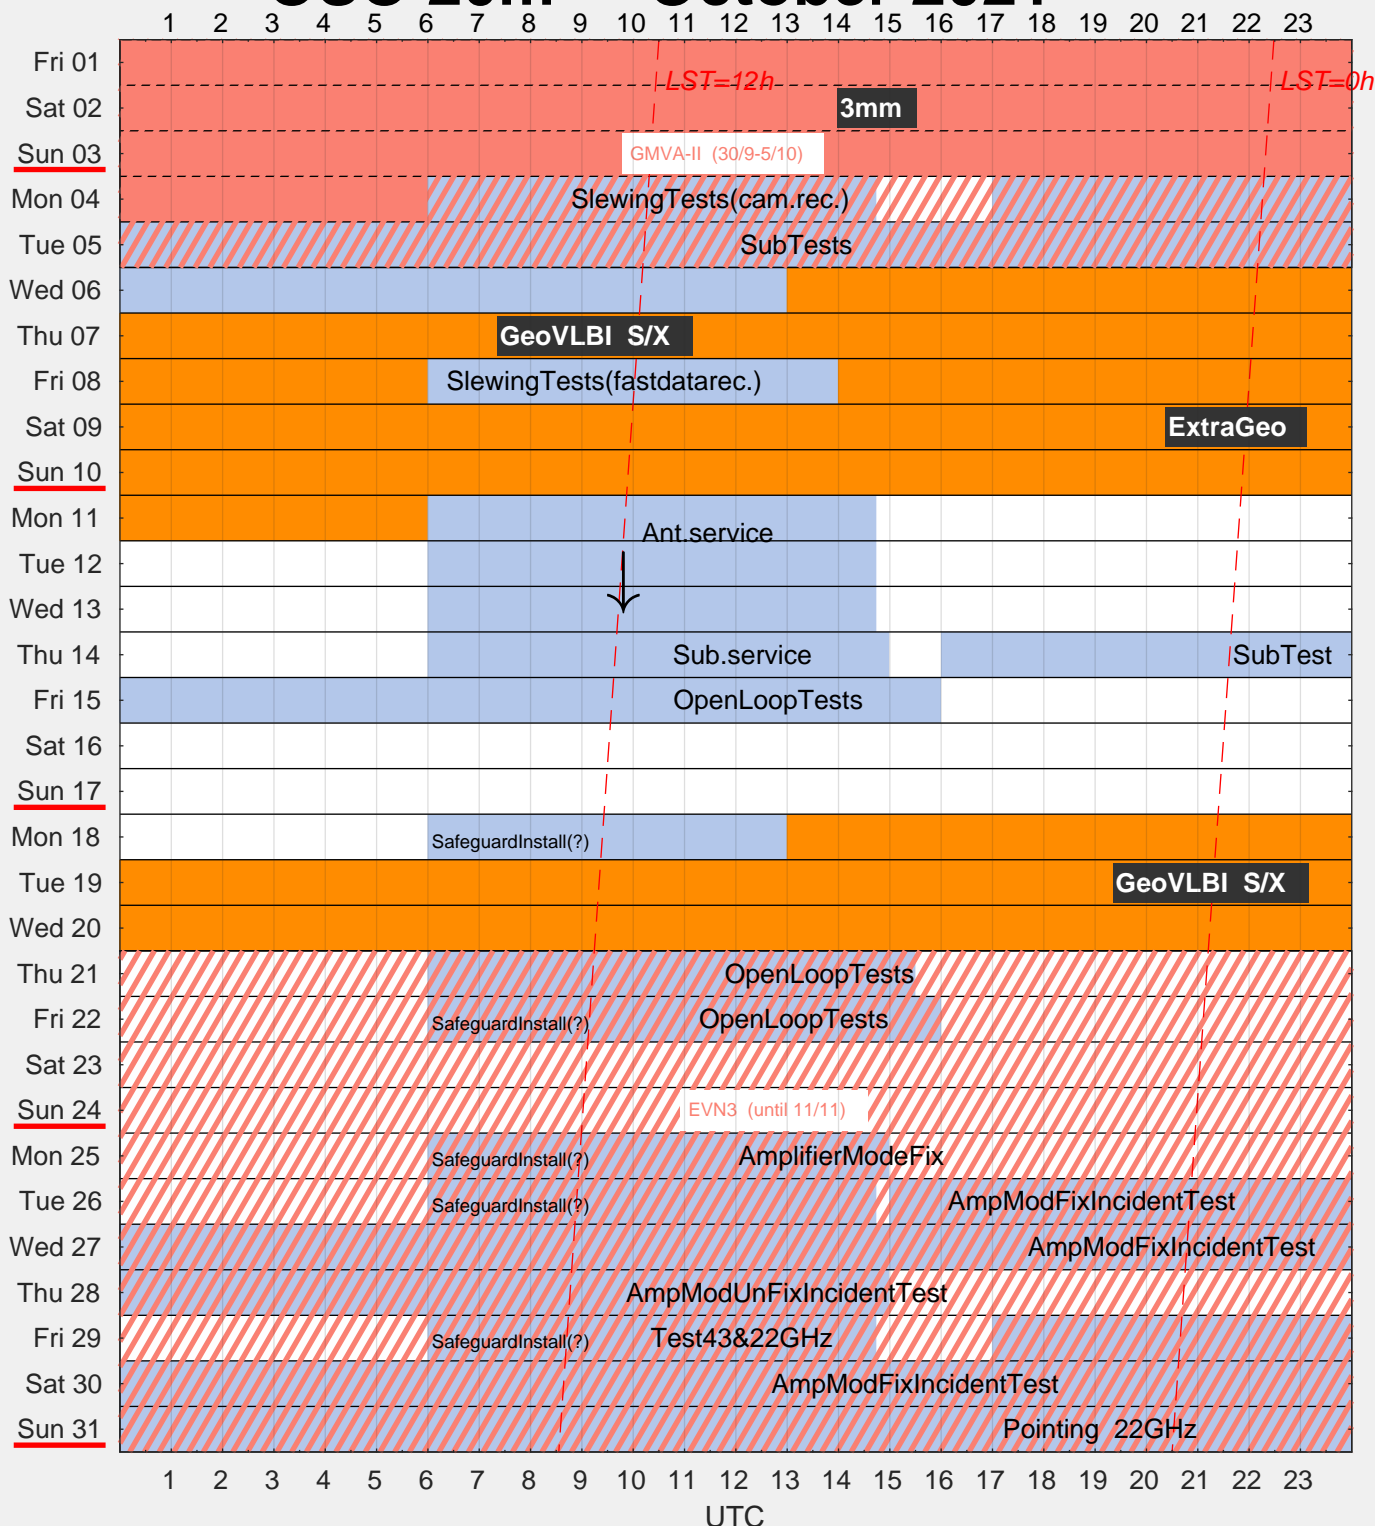 October 2021
1 2 3 4 5 6 7 8 9 10 11 12 13 14 15 16 17 18 19 20 21 22 23
Fri 01
LST=12h LST=0h
Sat 02 3mm
Sun 03 GMVA-II (30/9-5/10)
Mon 04 SlewingTests(cam.rec.)
Tue 05 SubTests
Wed 06
Thu 07 GeoVLBI S/X
Fri 08 SlewingTests(fastdatarec.)
Sat 09 ExtraGeo
Sun 10
Mon 11 Ant.service
Tue 12
Wed 13
Thu 14 Sub.service SubTest
Fri 15 OpenLoopTests
Sat 16
Sun 17
Mon 18 SafeguardInstall(?)
Tue 19 GeoVLBI S/X
Wed 20
Thu 21 OpenLoopTests
Fri 22 SafeguardInstall(?) OpenLoopTests
Sat 23
Sun 24 EVN3 (until 11/11)
Mon 25 SafeguardInstall(?) AmplifierModeFix
Tue 26 SafeguardInstall(?) AmpModFixIncidentTest
Wed 27 AmpModFixIncidentTest
Thu 28 AmpModUnFixIncidentTest
Fri 29 SafeguardInstall(?) Test43&22GHz
Sat 30 AmpModFixIncidentTest
Sun 31 Pointing 22GHz
1 2 3 4 5 6 7 8 9 10 11 12 13 14 15 16 17 18 19 20 21 22 23
UTC